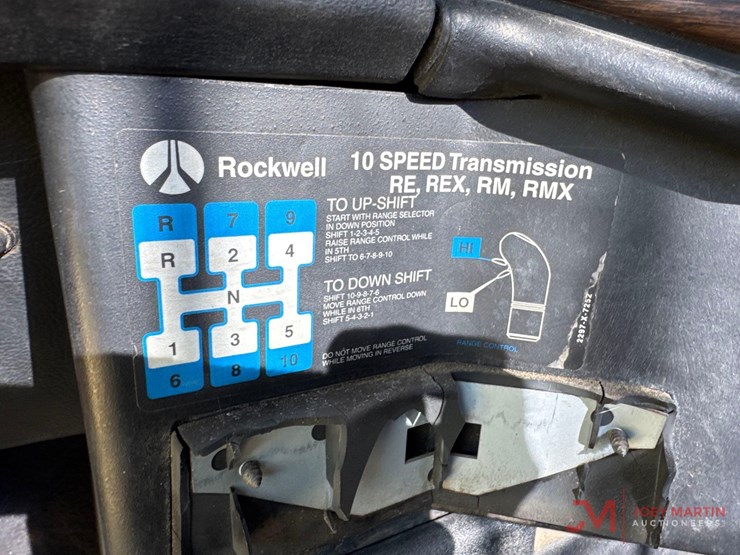 Rockwell
10 SPEED Transmission
RE, REX, RM, RMX
R 7 9
R 2 4
N
1 3 5
6 8 10
TO UP-SHIFT
START WITH RANGE SELECTOR
IN DOWN POSITION
SHIFT 1-2-3-4-5
RAISE RANGE CONTROL WHILE
IN 5TH
SHIFT TO 6-7-8-9-10
TO DOWN SHIFT
SHIFT 10-9-8-7-6
MOVE RANGE CONTROL DOWN
WHILE IN 6TH
SHIFT 5-4-3-2-1
DO NOT MOVE RANGE CONTROL
WHILE MOVING IN REVERSE
HI
LO
RANGE CONTROL
2297-X-7252
JOEY MARTIN
AUCTIONEERS